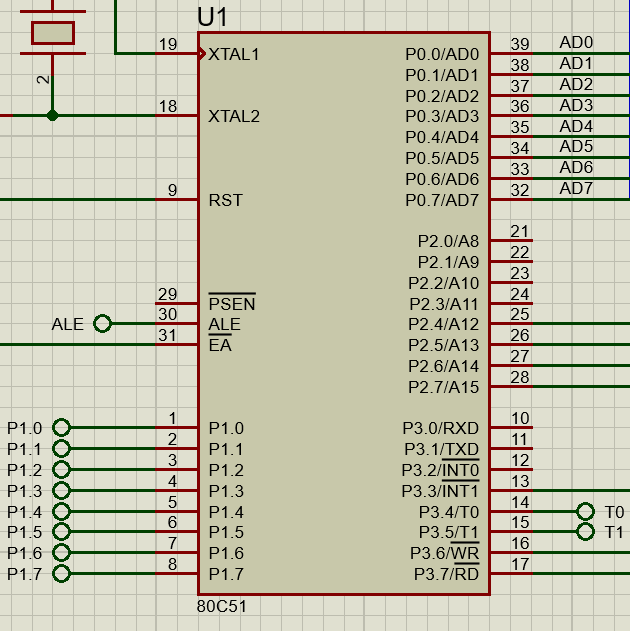 U1
19 XTAL1 P0.0/AD0 39 AD0
P0.1/AD1 38 AD1
2 P0.2/AD2 37 AD2
18 XTAL2 P0.3/AD3 36 AD3
P0.4/AD4 35 AD4
P0.5/AD5 34 AD5
P0.6/AD6 33 AD6
9 RST P0.7/AD7 32 AD7
P2.0/A8 21
P2.1/A9 22
P2.2/A10 23
29 PSEN P2.3/A11 24
ALE 30 ALE P2.4/A12 25
31 EA P2.5/A13 26
P2.6/A14 27
P2.7/A15 28
P1.0 1 P1.0 P3.0/RXD 10
P1.1 2 P1.1 P3.1/TXD 11
P1.2 3 P1.2 P3.2/INT0 12
P1.3 4 P1.3 P3.3/INT1 13
P1.4 5 P1.4 P3.4/T0 14 T0
P1.5 6 P1.5 P3.5/T1 15 T1
P1.6 7 P1.6 P3.6/WR 16
P1.7 8 P1.7 P3.7/RD 17
80C51